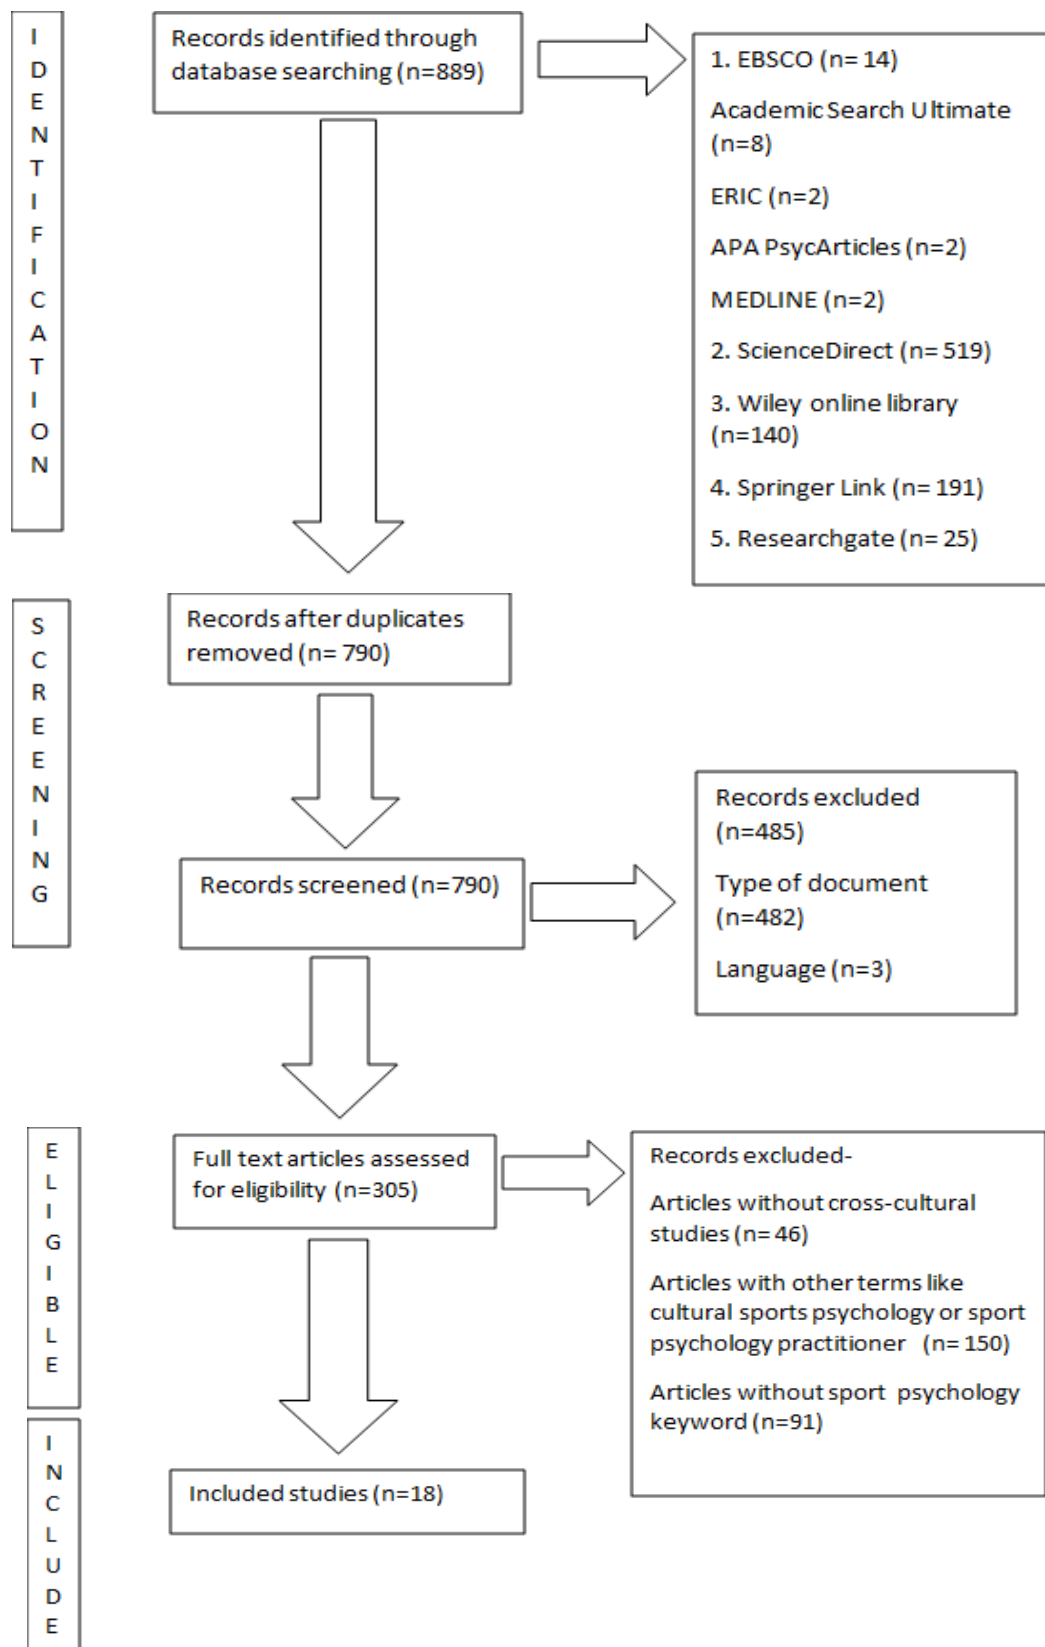 IDENTIFICATION
Records identified through
database searching (n=889)
1. EBSCO (n= 14)
Academic Search Ultimate
(n=8)
ERIC (n=2)
APA PsycArticles (n=2)
MEDLINE (n=2)
2. ScienceDirect (n= 519)
3. Wiley online library
(n=140)
4. Springer Link (n= 191)
5. Researchgate (n= 25)
SCREENING
Records after duplicates
removed (n= 790)
Records screened (n=790)
Records excluded
(n=485)
Type of document
(n=482)
Language (n=3)
ELIGIBLE
Full text articles assessed
for eligibility (n=305)
Records excluded-
Articles without cross-cultural
studies (n= 46)
Articles with other terms like
cultural sports psychology or sport
psychology practitioner (n= 150)
Articles without sport psychology
keyword (n=91)
INCLUDE
Included studies (n=18)